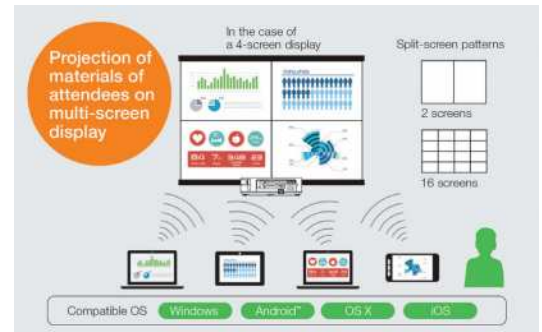 Projection of
materials of
attendees on
multi-screen
display
In the case of
a 4-screen display
Split-screen patterns
2 screens
16 screens
Compatible OS
Windows
Android™
OS X
iOS